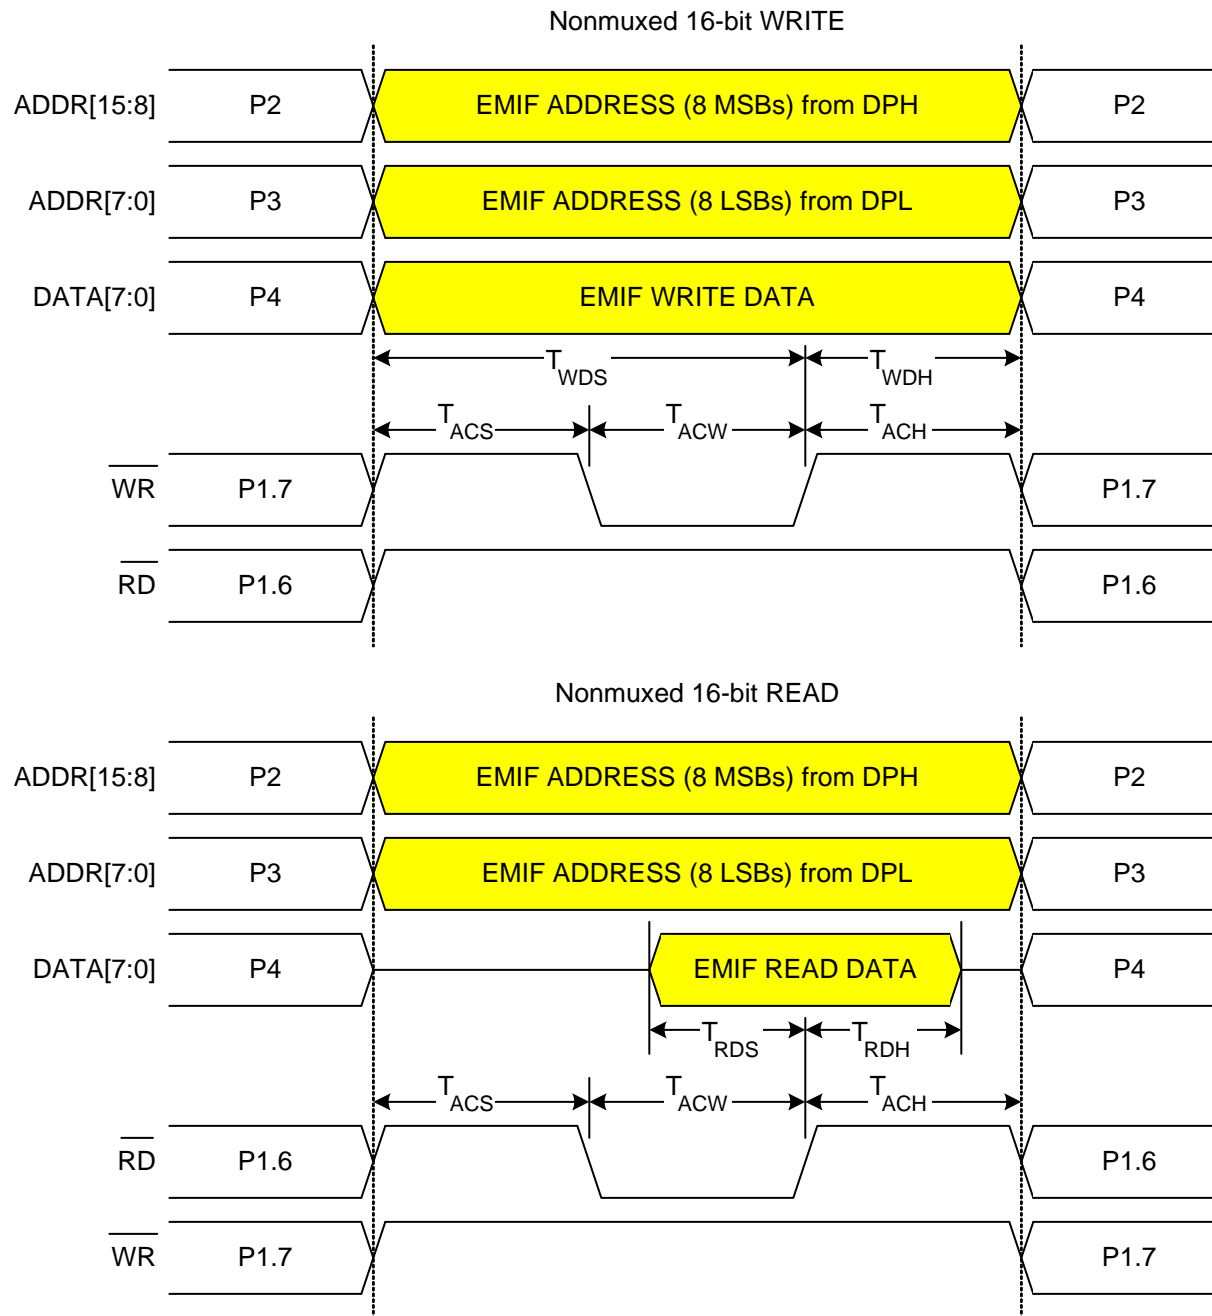 Nonmuxed 16-bit WRITE
ADDR[15:8] P2 EMIF ADDRESS (8 MSBs) from DPH P2
ADDR[7:0] P3 EMIF ADDRESS (8 LSBs) from DPL P3
DATA[7:0] P4 EMIF WRITE DATA P4
TWDS TWDH
TACS TACW TACH
WR P1.7 P1.7
RD P1.6 P1.6
Nonmuxed 16-bit READ
ADDR[15:8] P2 EMIF ADDRESS (8 MSBs) from DPH P2
ADDR[7:0] P3 EMIF ADDRESS (8 LSBs) from DPL P3
DATA[7:0] P4 EMIF READ DATA P4
TRDS TRDH
TACS TACW TACH
RD P1.6 P1.6
WR P1.7 P1.7